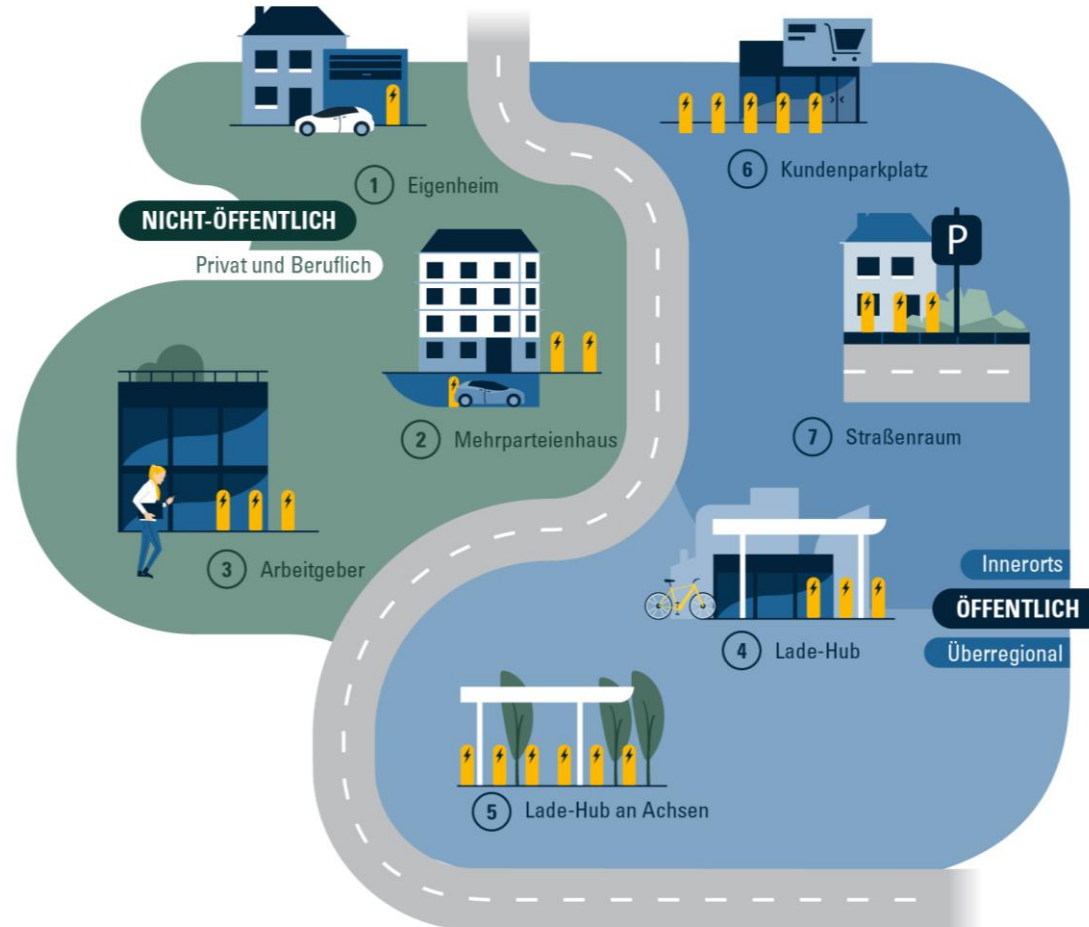 1 Eigenheim
NICHT-ÖFFENTLICH
Privat und Beruflich
2 Mehrparteienhaus
3 Arbeitgeber
6 Kundenparkplatz
P
7 Straßenraum
Innerorts
ÖFFENTLICH
Überregional
4 Lade-Hub
5 Lade-Hub an Achsen